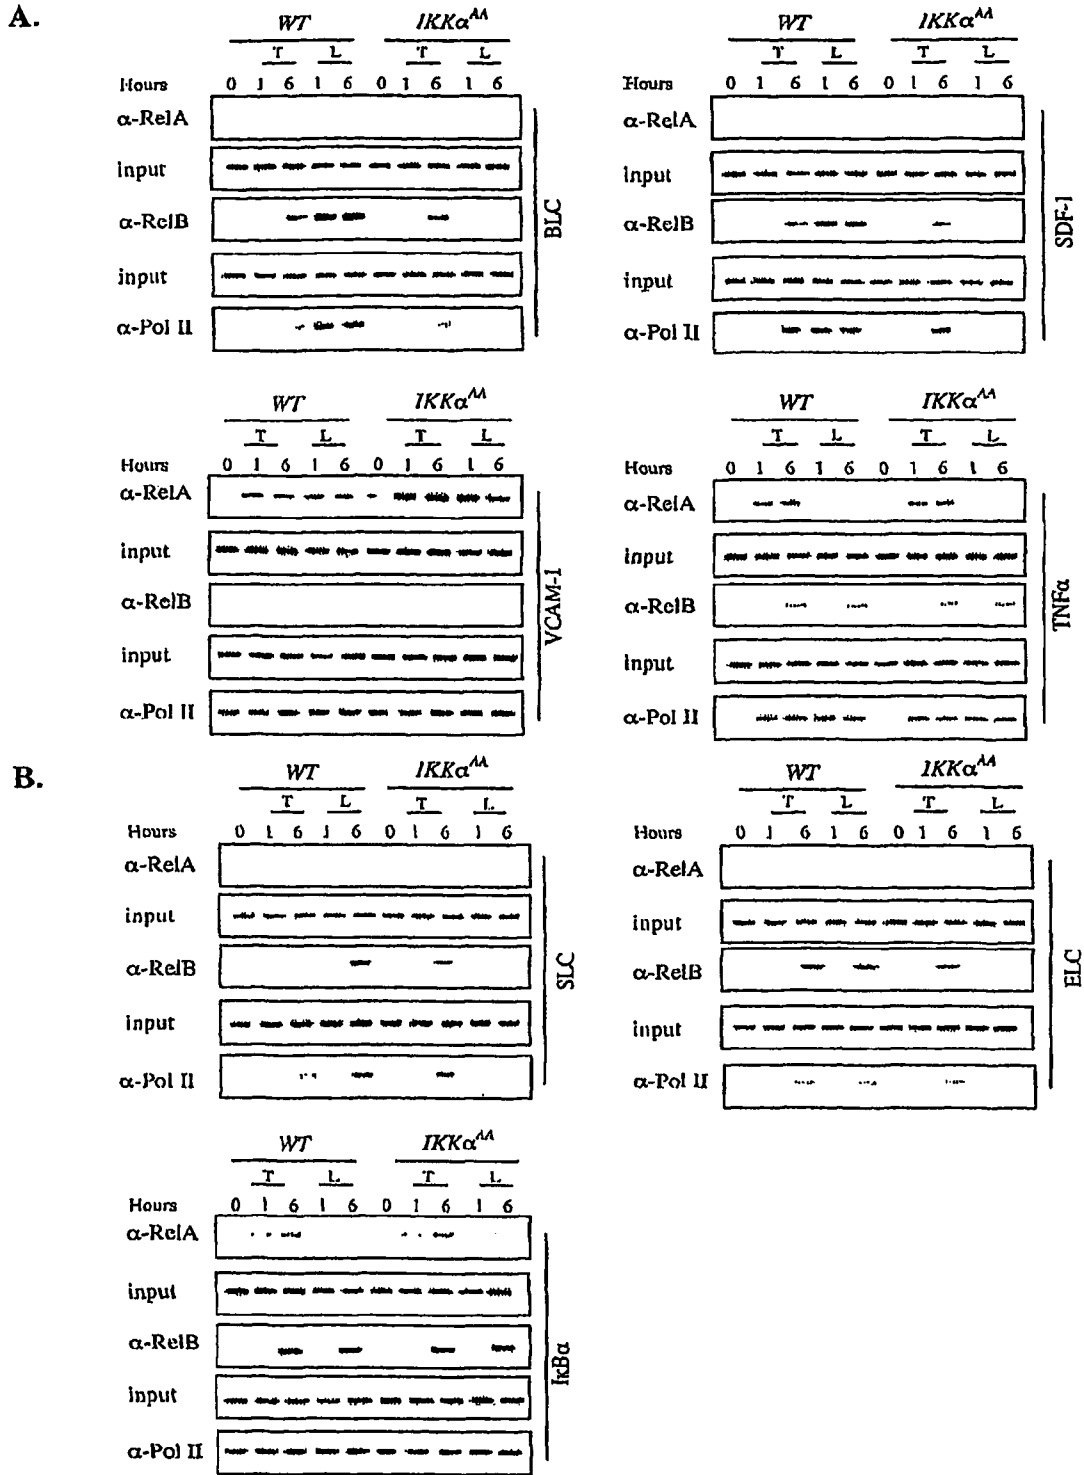 A.
WT IKKα^AA
T L T L
Hours 0 1 6 1 6 0 1 6 1 6
α-RelA
input
α-RelB
input
α-Pol II
BLC
WT IKKα^AA
T L T L
Hours 0 1 6 1 6 0 1 6 1 6
α-RelA
input
α-RelB
input
α-Pol II
SDF-1
WT IKKα^AA
T L T L
Hours 0 1 6 1 6 0 1 6 1 6
α-RelA
input
α-RelB
input
α-Pol II
VCAM-1
WT IKKα^AA
T L T L
Hours 0 1 6 1 6 0 1 6 1 6
α-RelA
input
α-RelB
input
α-Pol II
TNFα
B.
WT IKKα^AA
T L T L
Hours 0 1 6 1 6 0 1 6 1 6
α-RelA
input
α-RelB
input
α-Pol II
SLC
WT IKKα^AA
T L T L
Hours 0 1 6 1 6 0 1 6 1 6
α-RelA
input
α-RelB
input
α-Pol II
ELC
WT IKKα^AA
T L T L
Hours 0 1 6 1 6 0 1 6 1 6
α-RelA
input
α-RelB
input
α-Pol II
IκBα